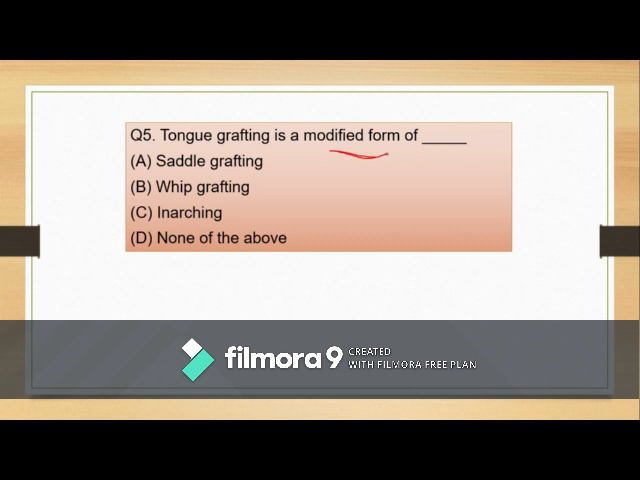 Q5. Tongue grafting is a modified form of _____
(A) Saddle grafting
(B) Whip grafting
(C) Inarching
(D) None of the above
filmora 9 CREATED
WITH FILMORA FREE PLAN